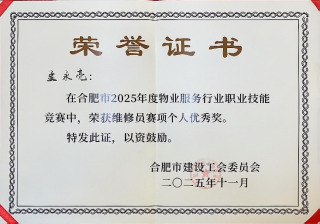 荣誉证书
孟永亮：
在合肥市2025年度物业服务行业职业技能
竞赛中，荣获维修员赛项个人优秀奖。
特发此证，以资鼓励。
合肥市建设工会委员会
二〇二五年十一月